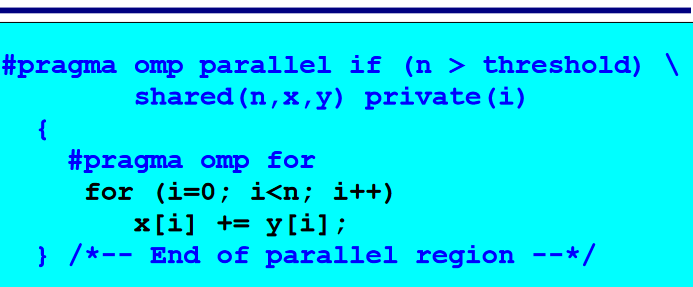 #pragma omp parallel if (n > threshold) \
shared(n,x,y) private(i)
{
#pragma omp for
for (i=0; i<n; i++)
x[i] += y[i];
} /*-- End of parallel region --*/